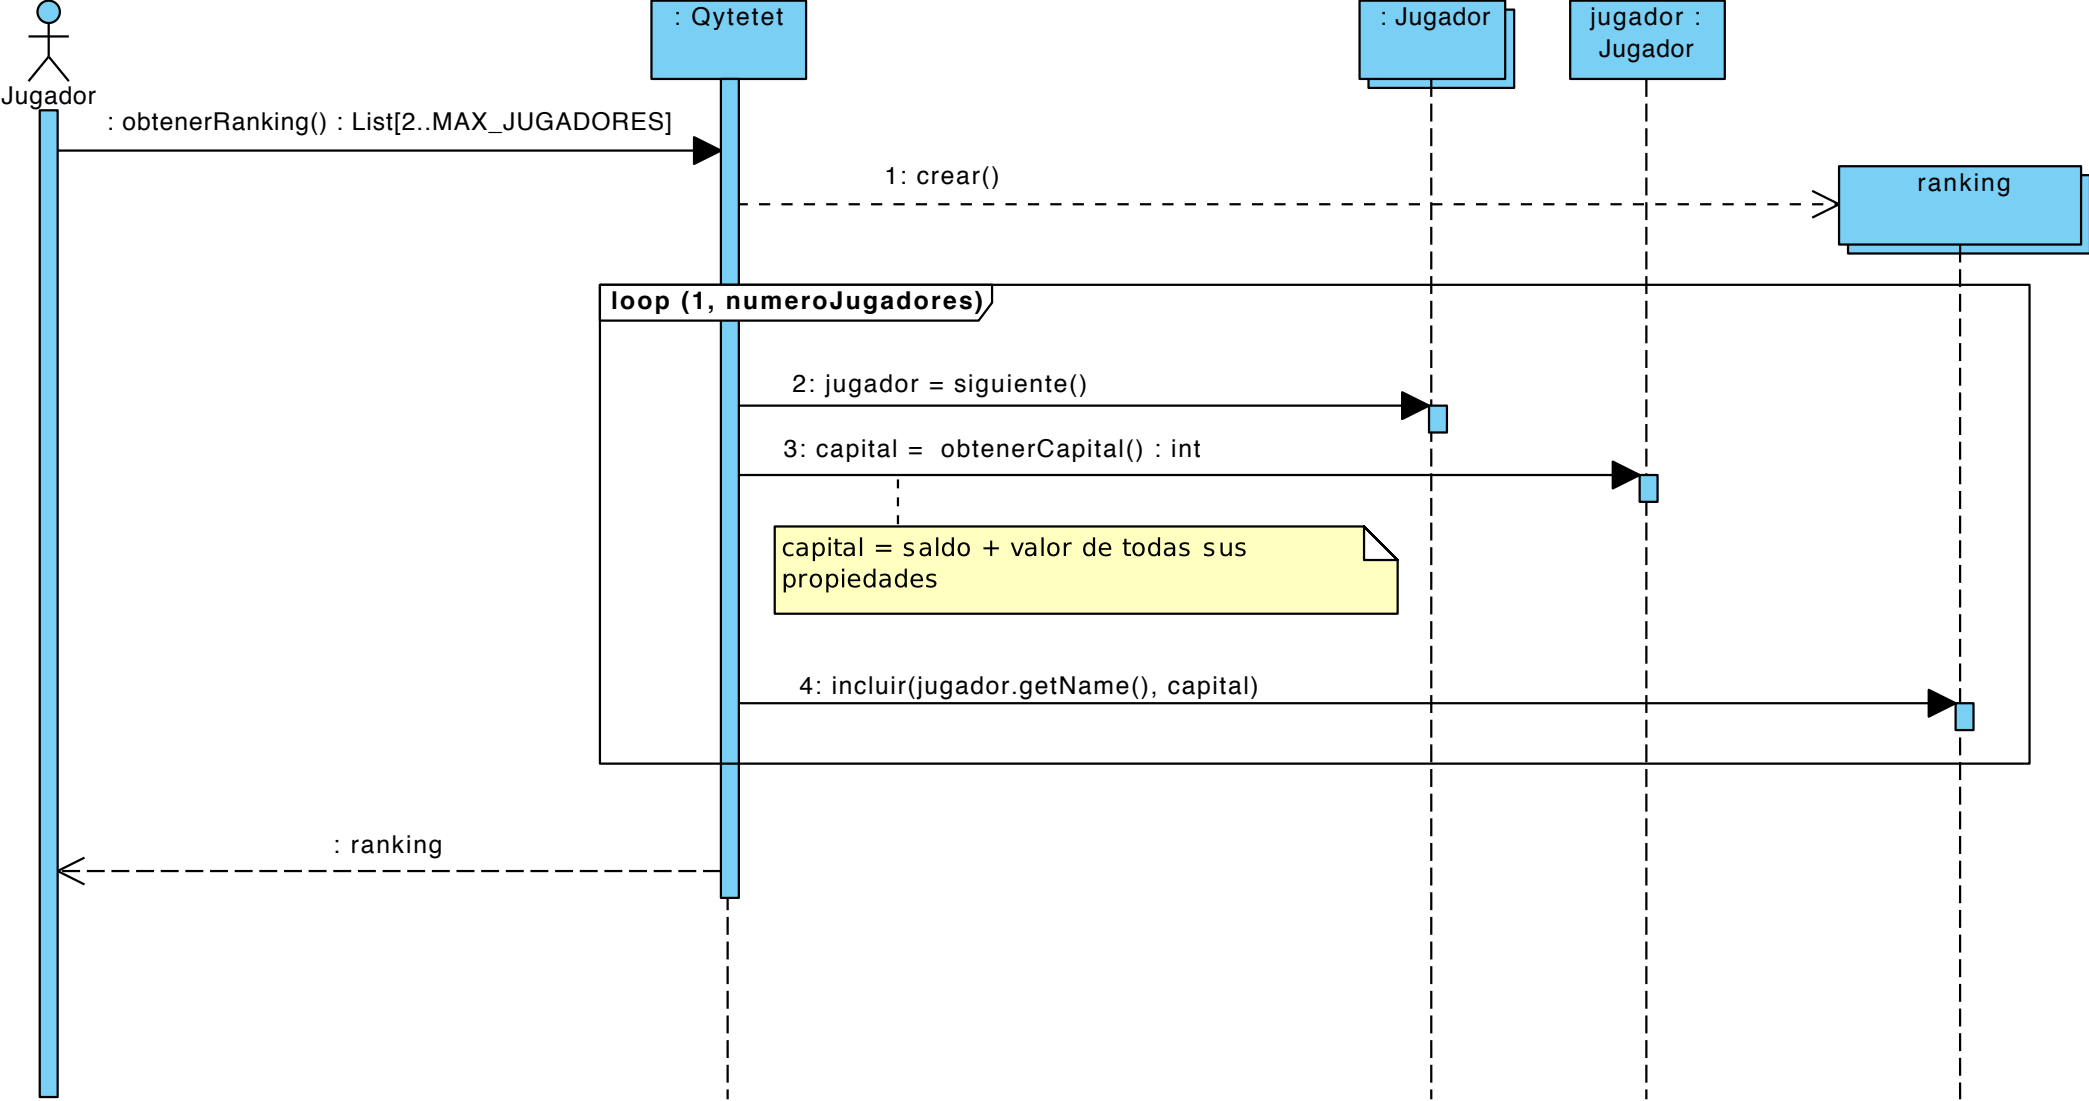 : Qytetet
: Jugador
jugador :
Jugador
Jugador
: obtenerRanking() : List[2..MAX_JUGADORES]
1: crear()
ranking
loop (1, numeroJugadores)
2: jugador = siguiente()
3: capital = obtenerCapital() : int
capital = saldo + valor de todas sus
propiedades
4: incluir(jugador.getName(), capital)
: ranking